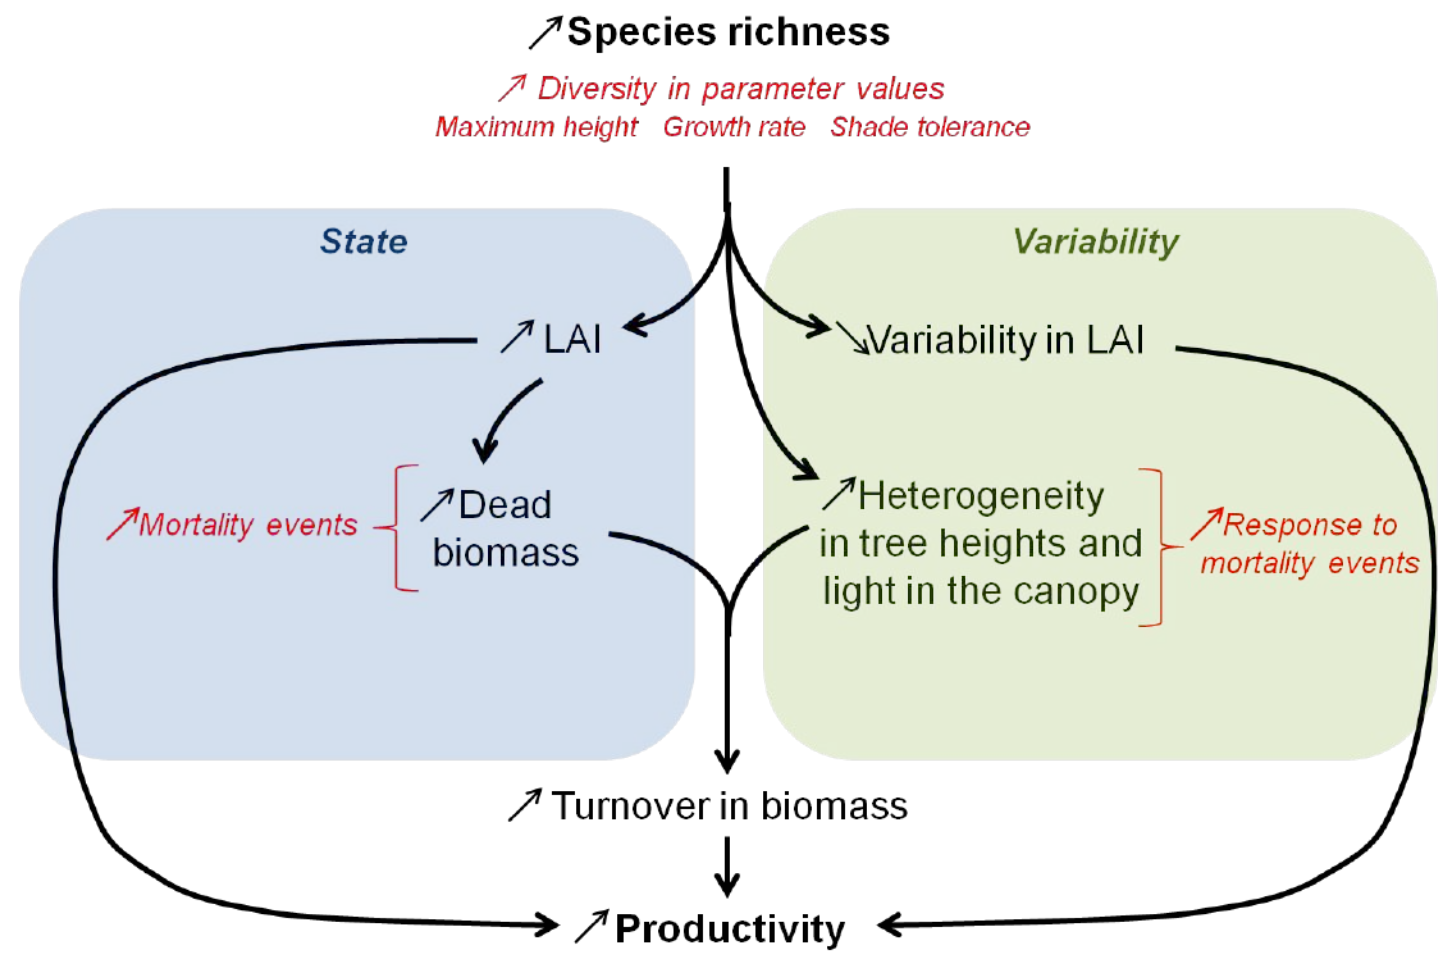 ↗Species richness
↗ Diversity in parameter values
Maximum height Growth rate Shade tolerance
State
Variability
↗ LAI
↘Variability in LAI
↗Mortality events
↗Dead
biomass
↗Heterogeneity
in tree heights and
light in the canopy
↗Response to
mortality events
↗ Turnover in biomass
↗Productivity